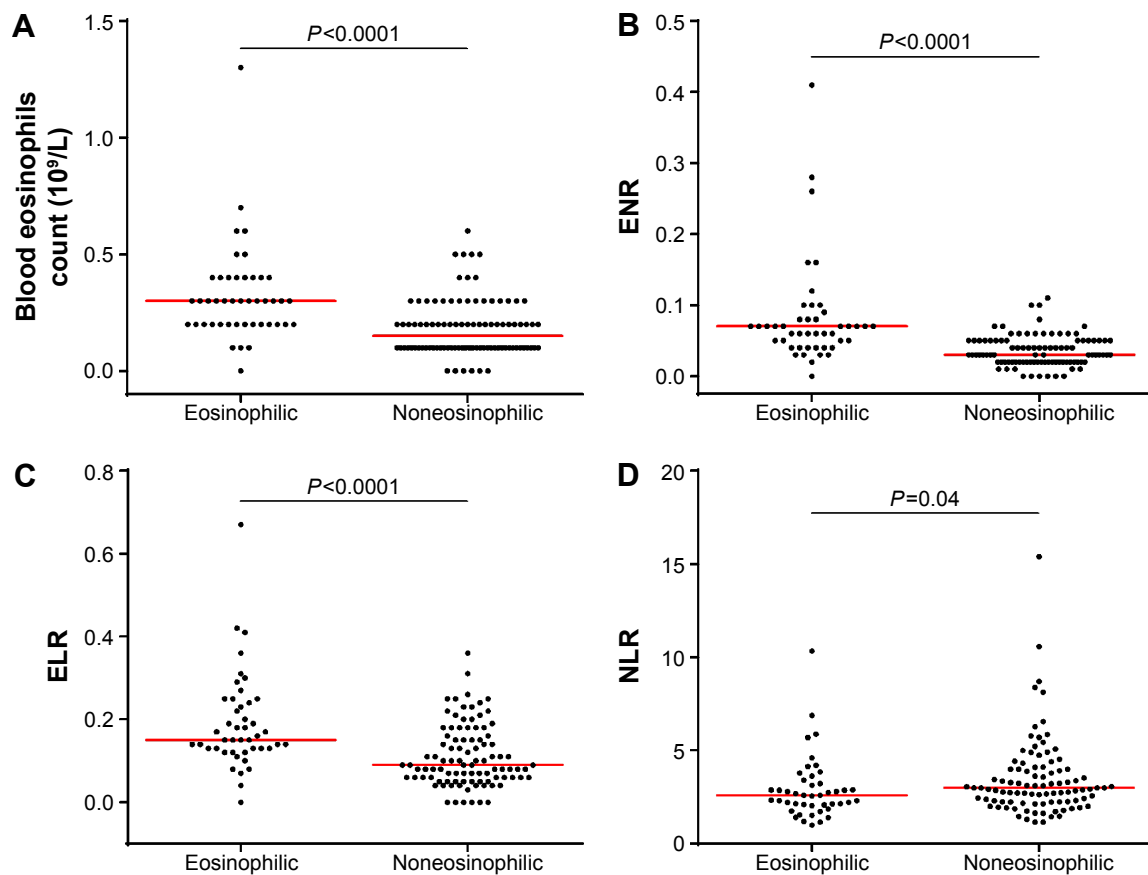 A
Blood eosinophils
count (10⁹/L)
1.5
1.0
0.5
0.0
P<0.0001
Eosinophilic
Noneosinophilic
B
ENR
0.5
0.4
0.3
0.2
0.1
0.0
P<0.0001
Eosinophilic
Noneosinophilic
C
ELR
0.8
0.6
0.4
0.2
0.0
P<0.0001
Eosinophilic
Noneosinophilic
D
NLR
20
15
10
5
0
P=0.04
Eosinophilic
Noneosinophilic